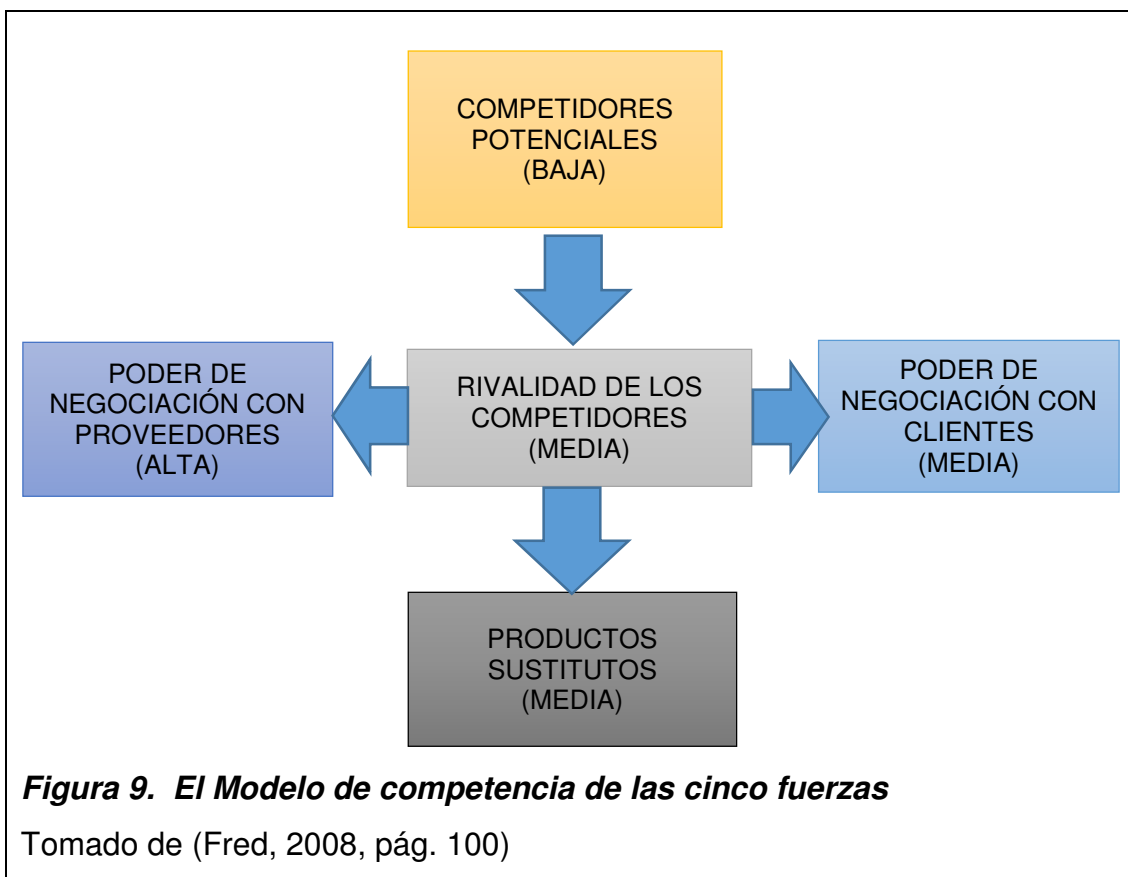 COMPETIDORES
POTENCIALES
(BAJA)
PODER DE
NEGOCIACIÓN CON
PROVEEDORES
(ALTA)
RIVALIDAD DE LOS
COMPETIDORES
(MEDIA)
PODER DE
NEGOCIACIÓN CON
CLIENTES
(MEDIA)
PRODUCTOS
SUSTITUTOS
(MEDIA)
Figura 9. El Modelo de competencia de las cinco fuerzas
Tomado de (Fred, 2008, pág. 100)